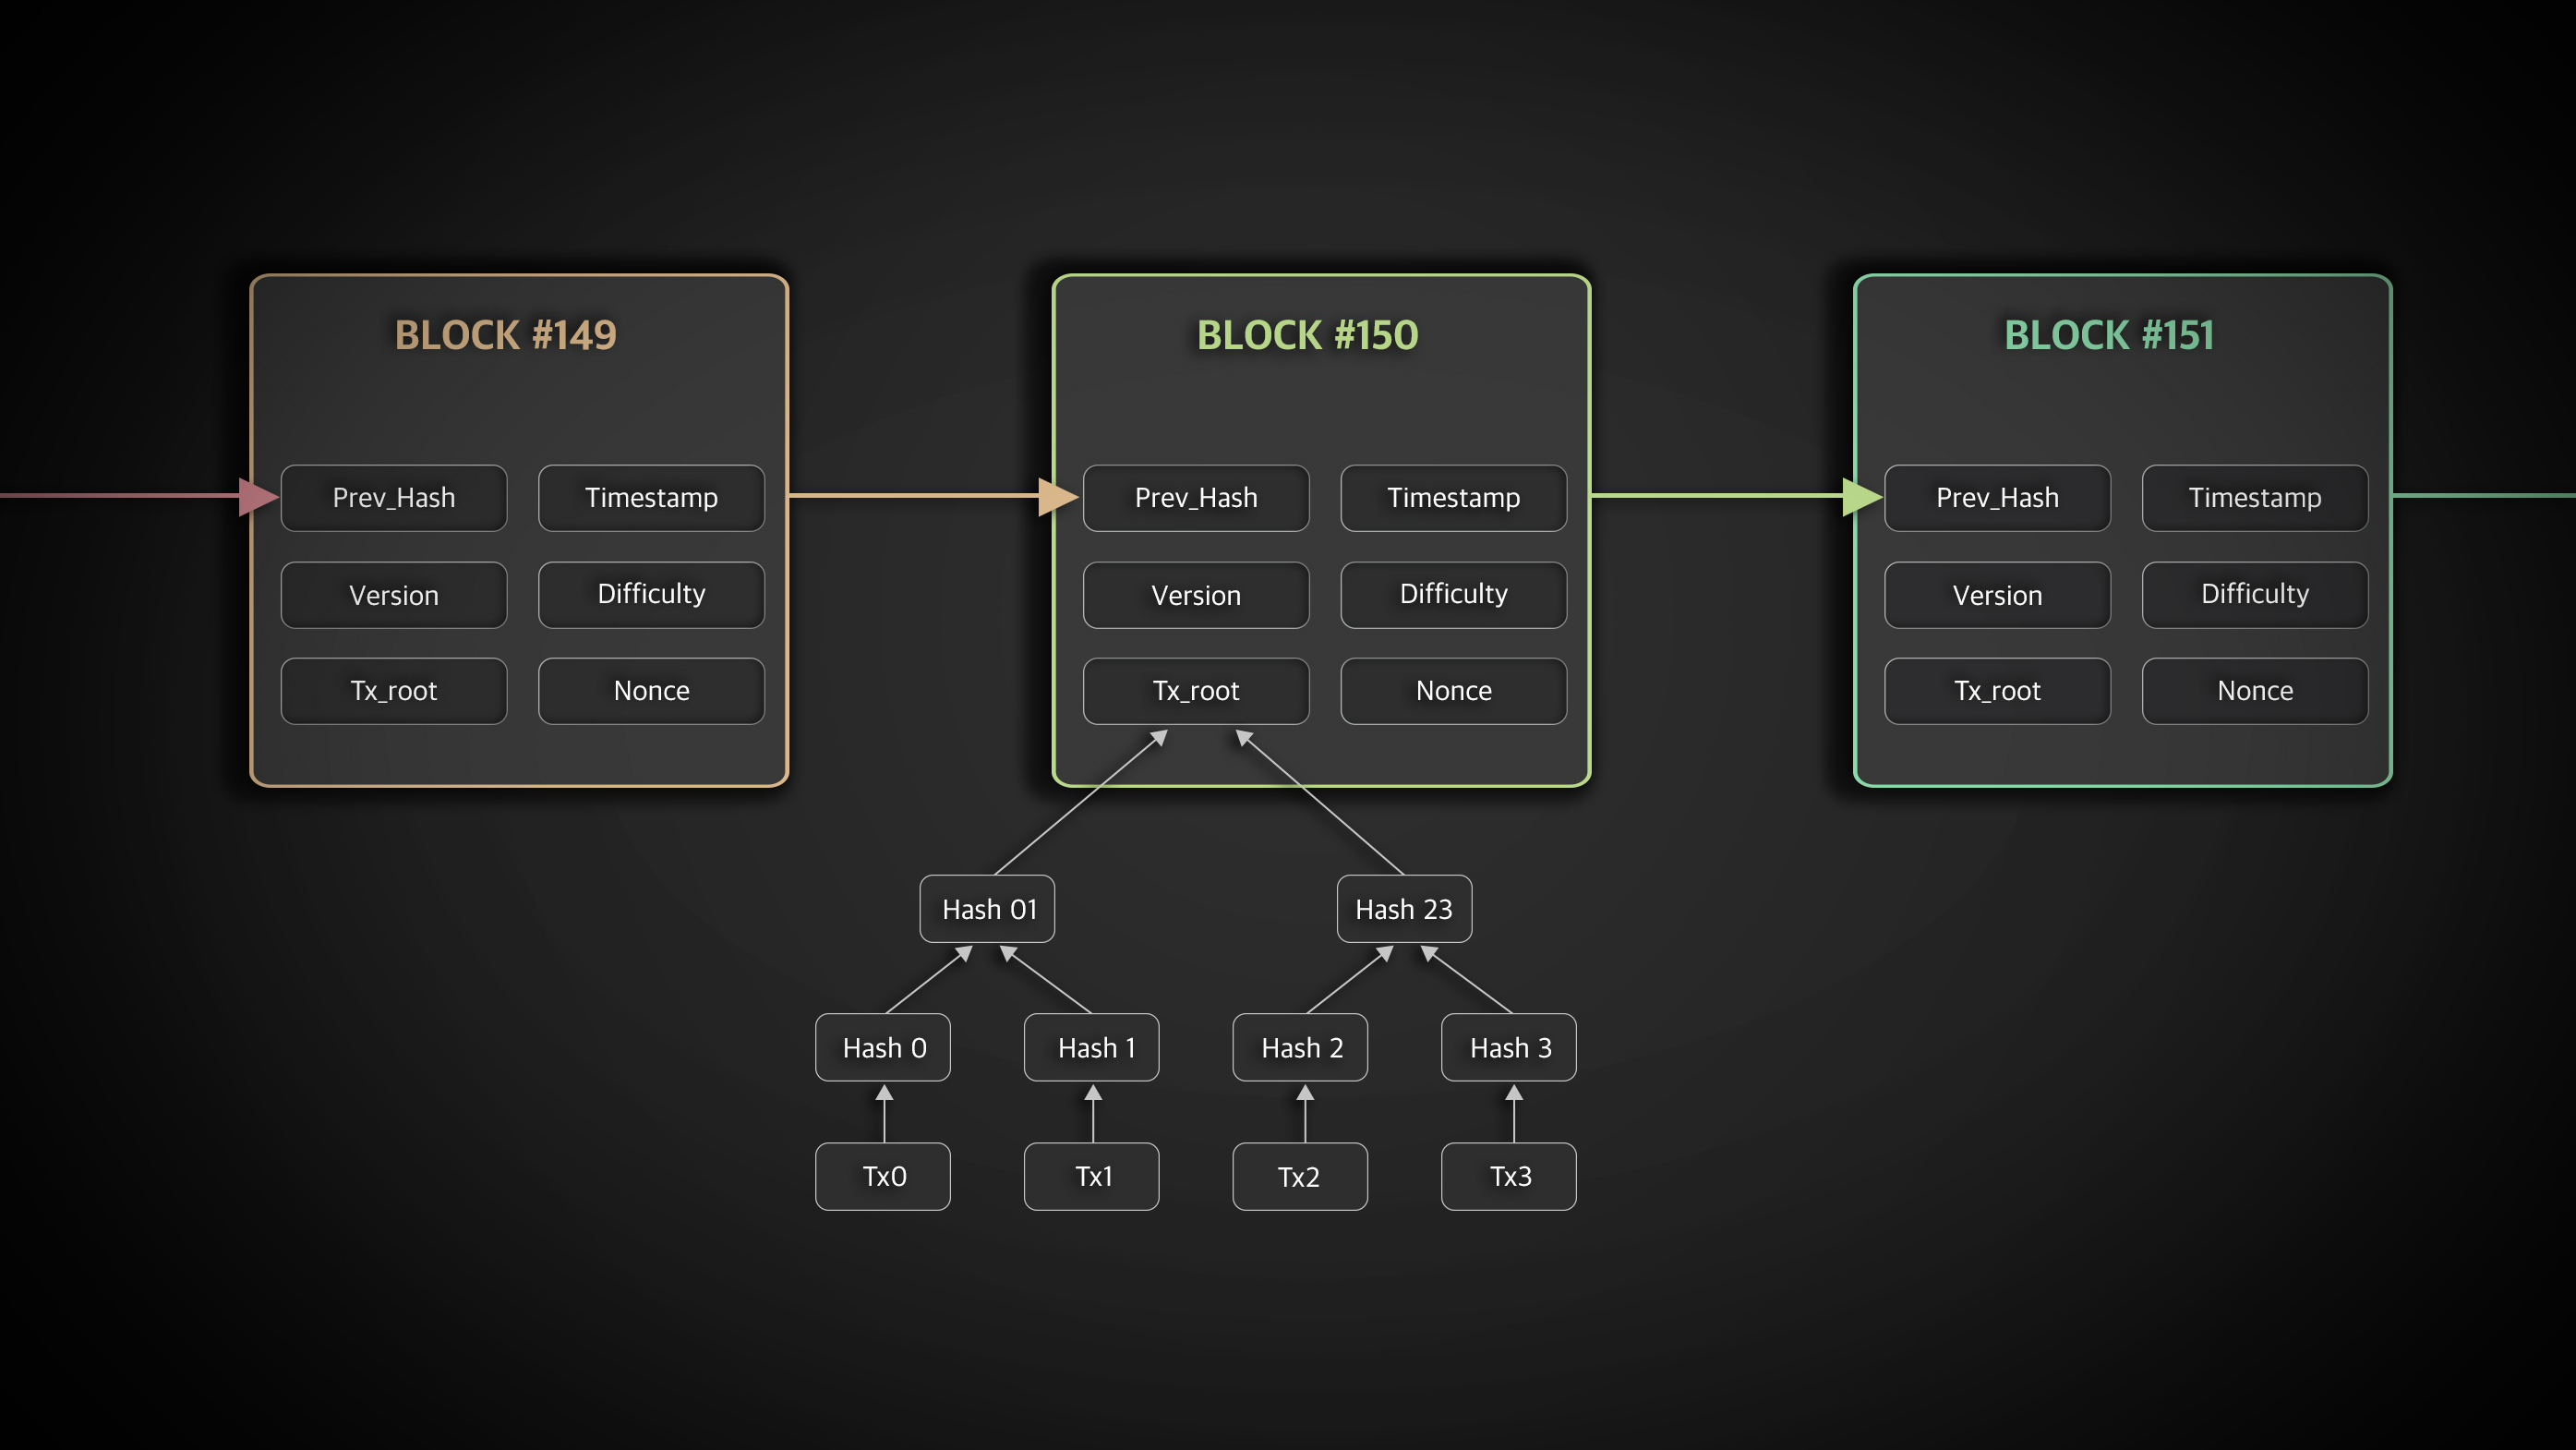 BLOCK #149
Prev_Hash
Timestamp
Version
Difficulty
Tx_root
Nonce
BLOCK #150
Prev_Hash
Timestamp
Version
Difficulty
Tx_root
Nonce
BLOCK #151
Prev_Hash
Timestamp
Version
Difficulty
Tx_root
Nonce
Hash 01
Hash 23
Hash 0
Hash 1
Hash 2
Hash 3
Tx0
Tx1
Tx2
Tx3